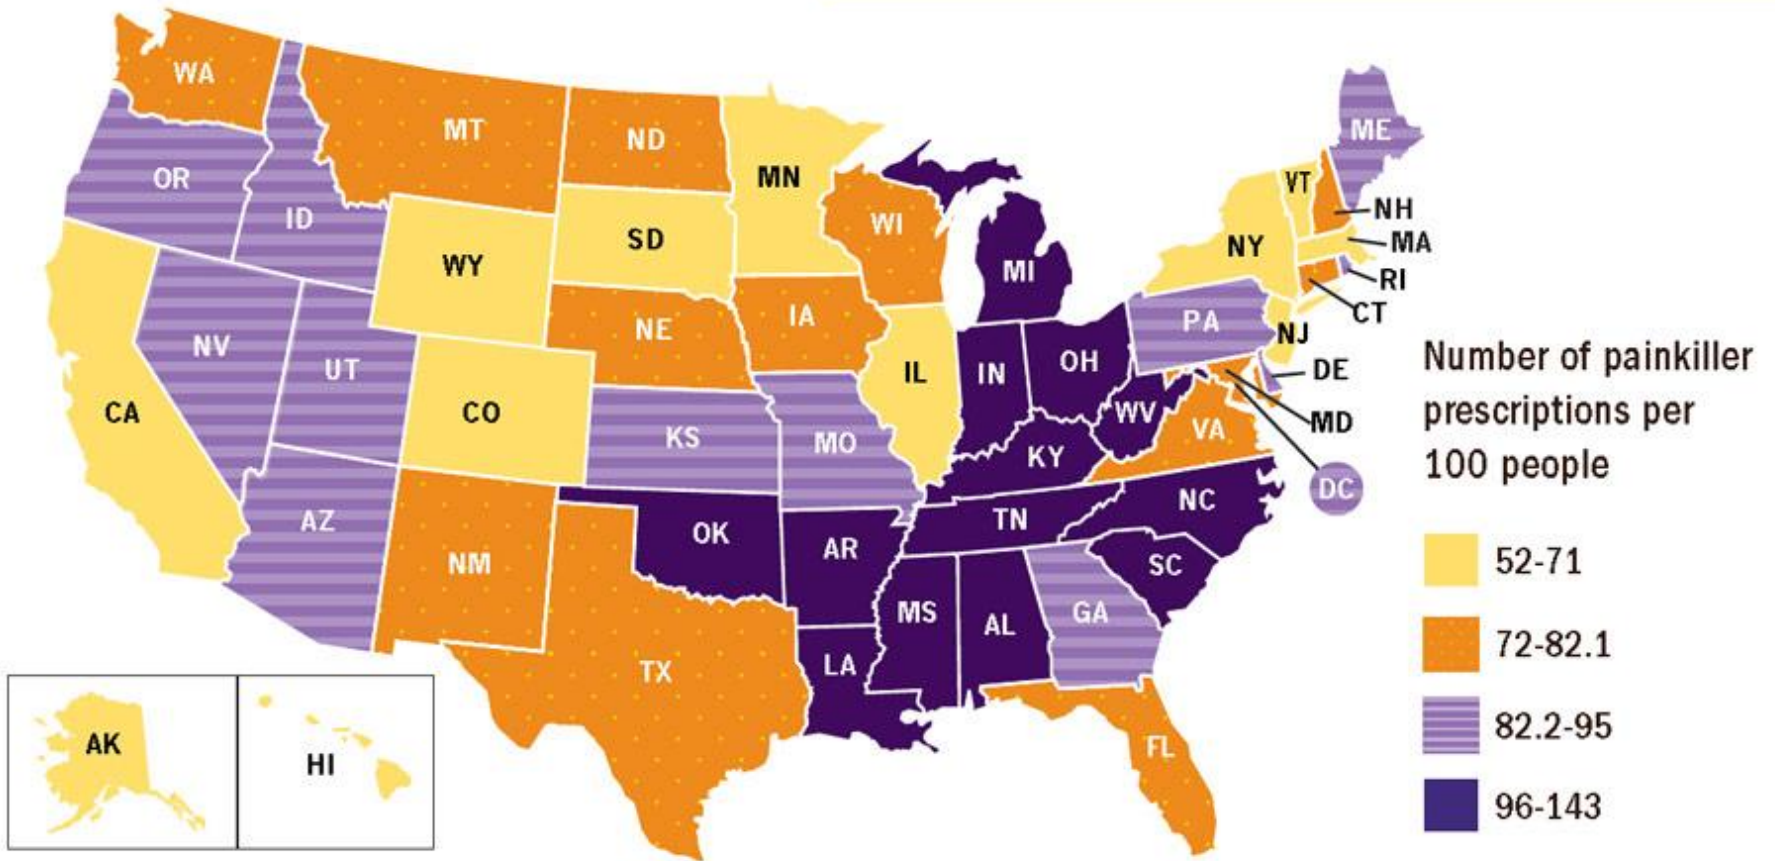 WA
MT
ND
MN
ME
OR
ID
WY
SD
WI
MI
VT
NH
NY
MA
RI
CT
NV
UT
CA
CO
NE
IA
IL
IN
OH
PA
NJ
DE
MD
DC
WV
VA
KS
MO
KY
AZ
NM
OK
AR
TN
NC
SC
MS
AL
GA
LA
TX
FL
AK
HI
Number of painkiller
prescriptions per
100 people
52-71
72-82.1
82.2-95
96-143